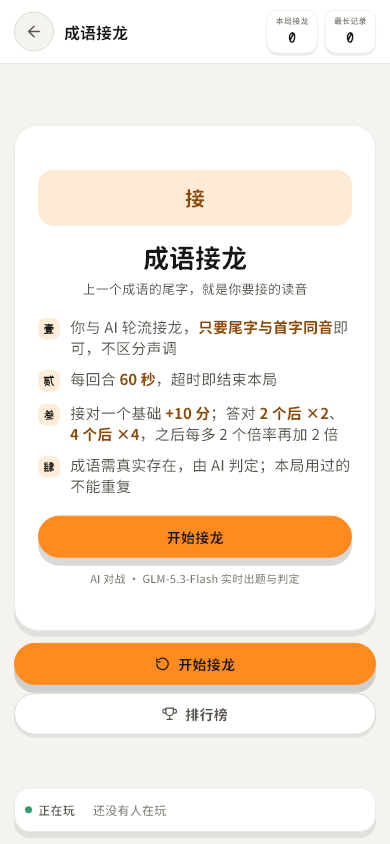 成语接龙
本局接龙
0
最长记录
0
接
成语接龙
上一个成语的尾字，就是你要接的读音
壹 你与 AI 轮流接龙，只要尾字与首字同音即
可，不区分声调
贰 每回合 60 秒，超时即结束本局
叁 接对一个基础 +10 分；答对 2 个后 ×2、
4 个后 ×4，之后每多 2 个倍率再加 2 倍
肆 成语需真实存在，由 AI 判定；本局用过的
不能重复
开始接龙
AI 对战 · GLM-5.3-Flash 实时出题与判定
开始接龙
排行榜
正在玩 还没有人在玩